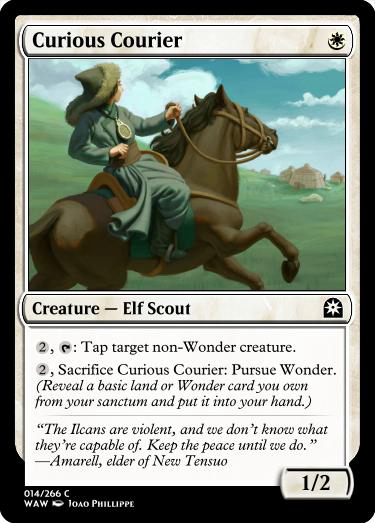 Curious Courier
Creature — Elf Scout
2, : Tap target non-Wonder creature.
2, Sacrifice Curious Courier: Pursue Wonder.
(Reveal a basic land or Wonder card you own
from your sanctum and put it into your hand.)
"The Ilcans are violent, and we don't know what
they're capable of. Keep the peace until we do."
—Amarell, elder of New Tensuo
1/2
014/266 C
WAW Joao Phillippe